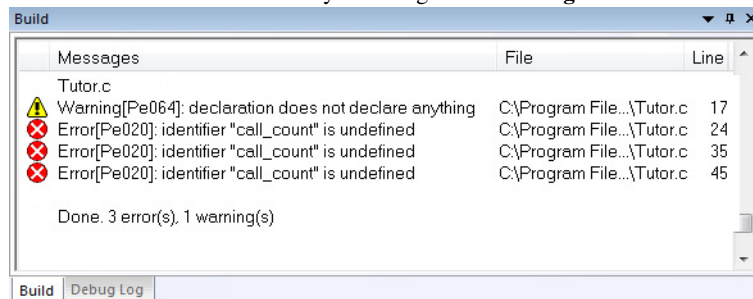 Build
Messages File Line
Tutor.c
Warning[Pe064]: declaration does not declare anything C:\Program File...\Tutor.c 17
Error[Pe020]: identifier "call_count" is undefined C:\Program File...\Tutor.c 24
Error[Pe020]: identifier "call_count" is undefined C:\Program File...\Tutor.c 35
Error[Pe020]: identifier "call_count" is undefined C:\Program File...\Tutor.c 45
Done. 3 error(s), 1 warning(s)
Build Debug Log